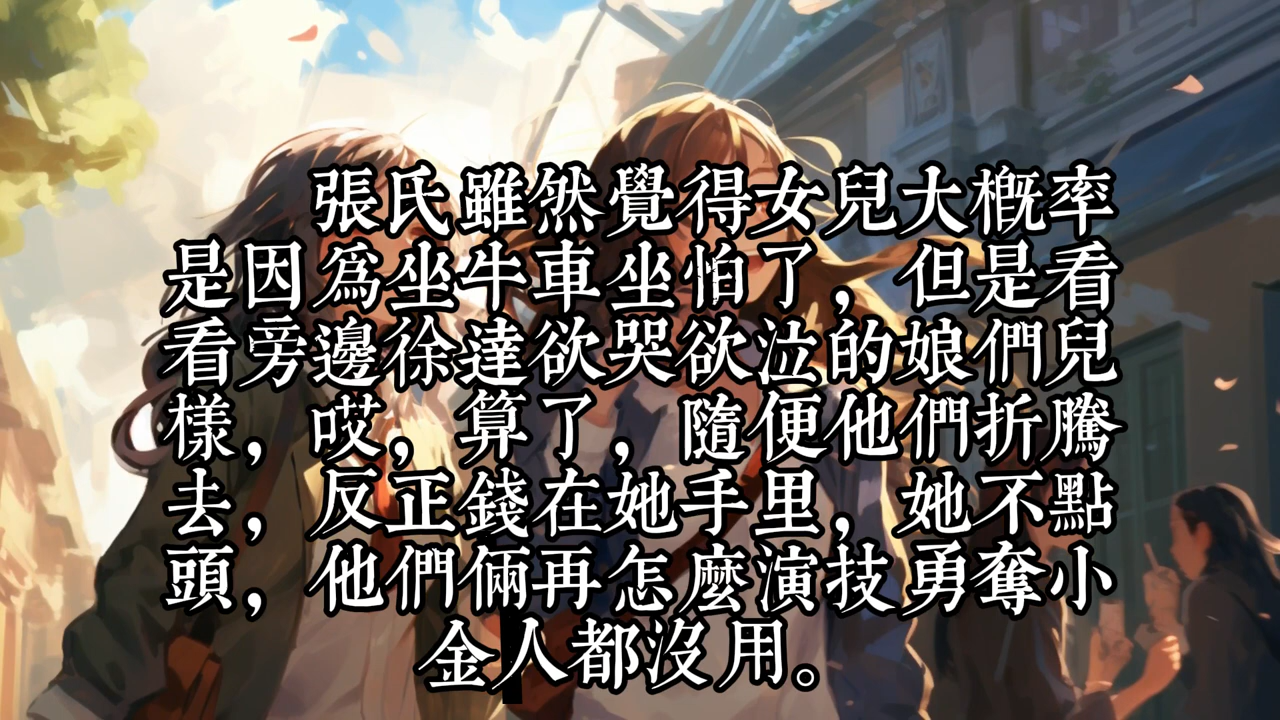 張氏雖然覺得女兒大概率
是因爲坐牛車坐怕了，但是看
看旁邊徐達欲哭欲泣的娘們兒
樣，哎，算了，隨便他們折騰
去，反正錢在她手里，她不點
頭，他們倆再怎麼演技勇奪小
金人都沒用。